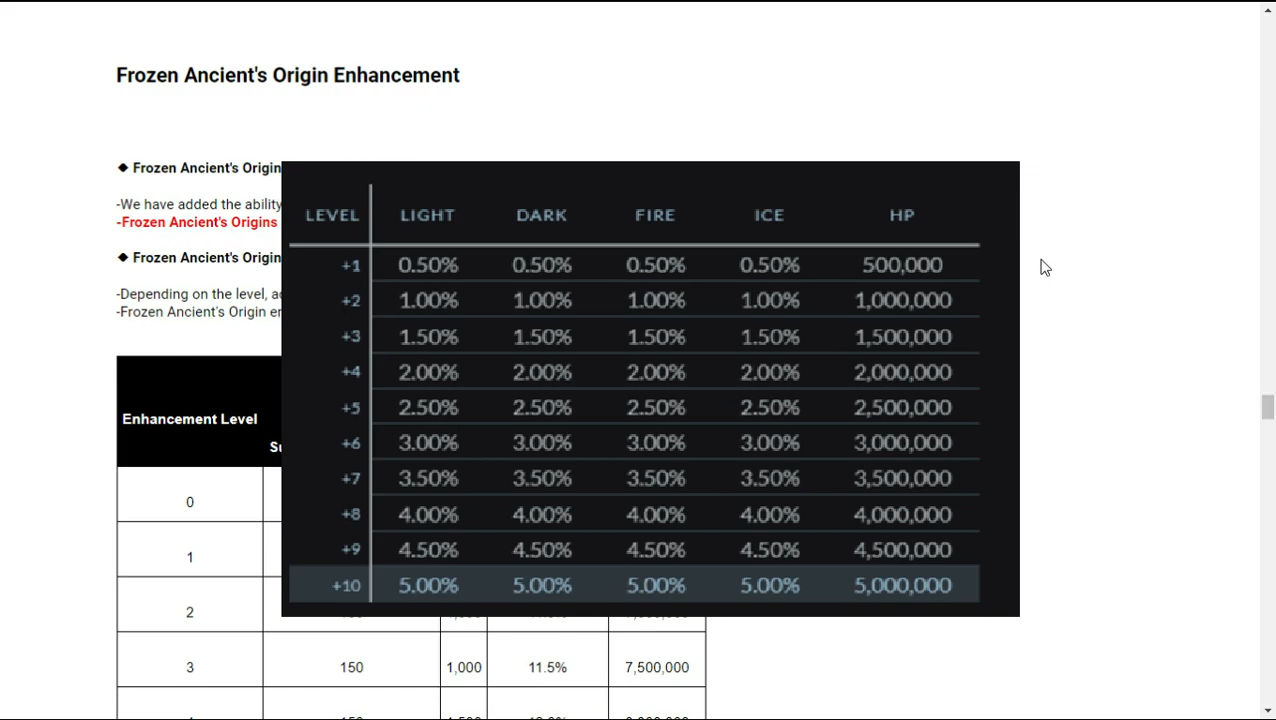 Frozen Ancient's Origin Enhancement
❖ Frozen Ancient's Origin
-We have added the ability
-Frozen Ancient's Origins
❖ Frozen Ancient's Origin
-Depending on the level,
-Frozen Ancient's Origin
LEVEL LIGHT DARK FIRE ICE HP
+1 0.50% 0.50% 0.50% 0.50% 500,000
+2 1.00% 1.00% 1.00% 1.00% 1,000,000
+3 1.50% 1.50% 1.50% 1.50% 1,500,000
+4 2.00% 2.00% 2.00% 2.00% 2,000,000
+5 2.50% 2.50% 2.50% 2.50% 2,500,000
+6 3.00% 3.00% 3.00% 3.00% 3,000,000
+7 3.50% 3.50% 3.50% 3.50% 3,500,000
+8 4.00% 4.00% 4.00% 4.00% 4,000,000
+9 4.50% 4.50% 4.50% 4.50% 4,500,000
+10 5.00% 5.00% 5.00% 5.00% 5,000,000
Enhancement Level
0
1
2
3 150 1,000 11.5% 7,500,000